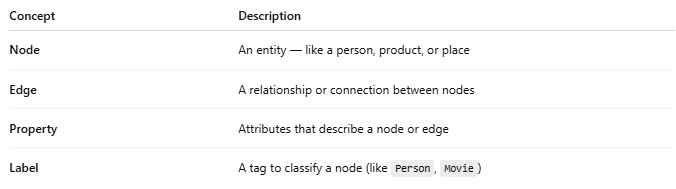 Concept Description
Node An entity — like a person, product, or place
Edge A relationship or connection between nodes
Property Attributes that describe a node or edge
Label A tag to classify a node (like Person, Movie)